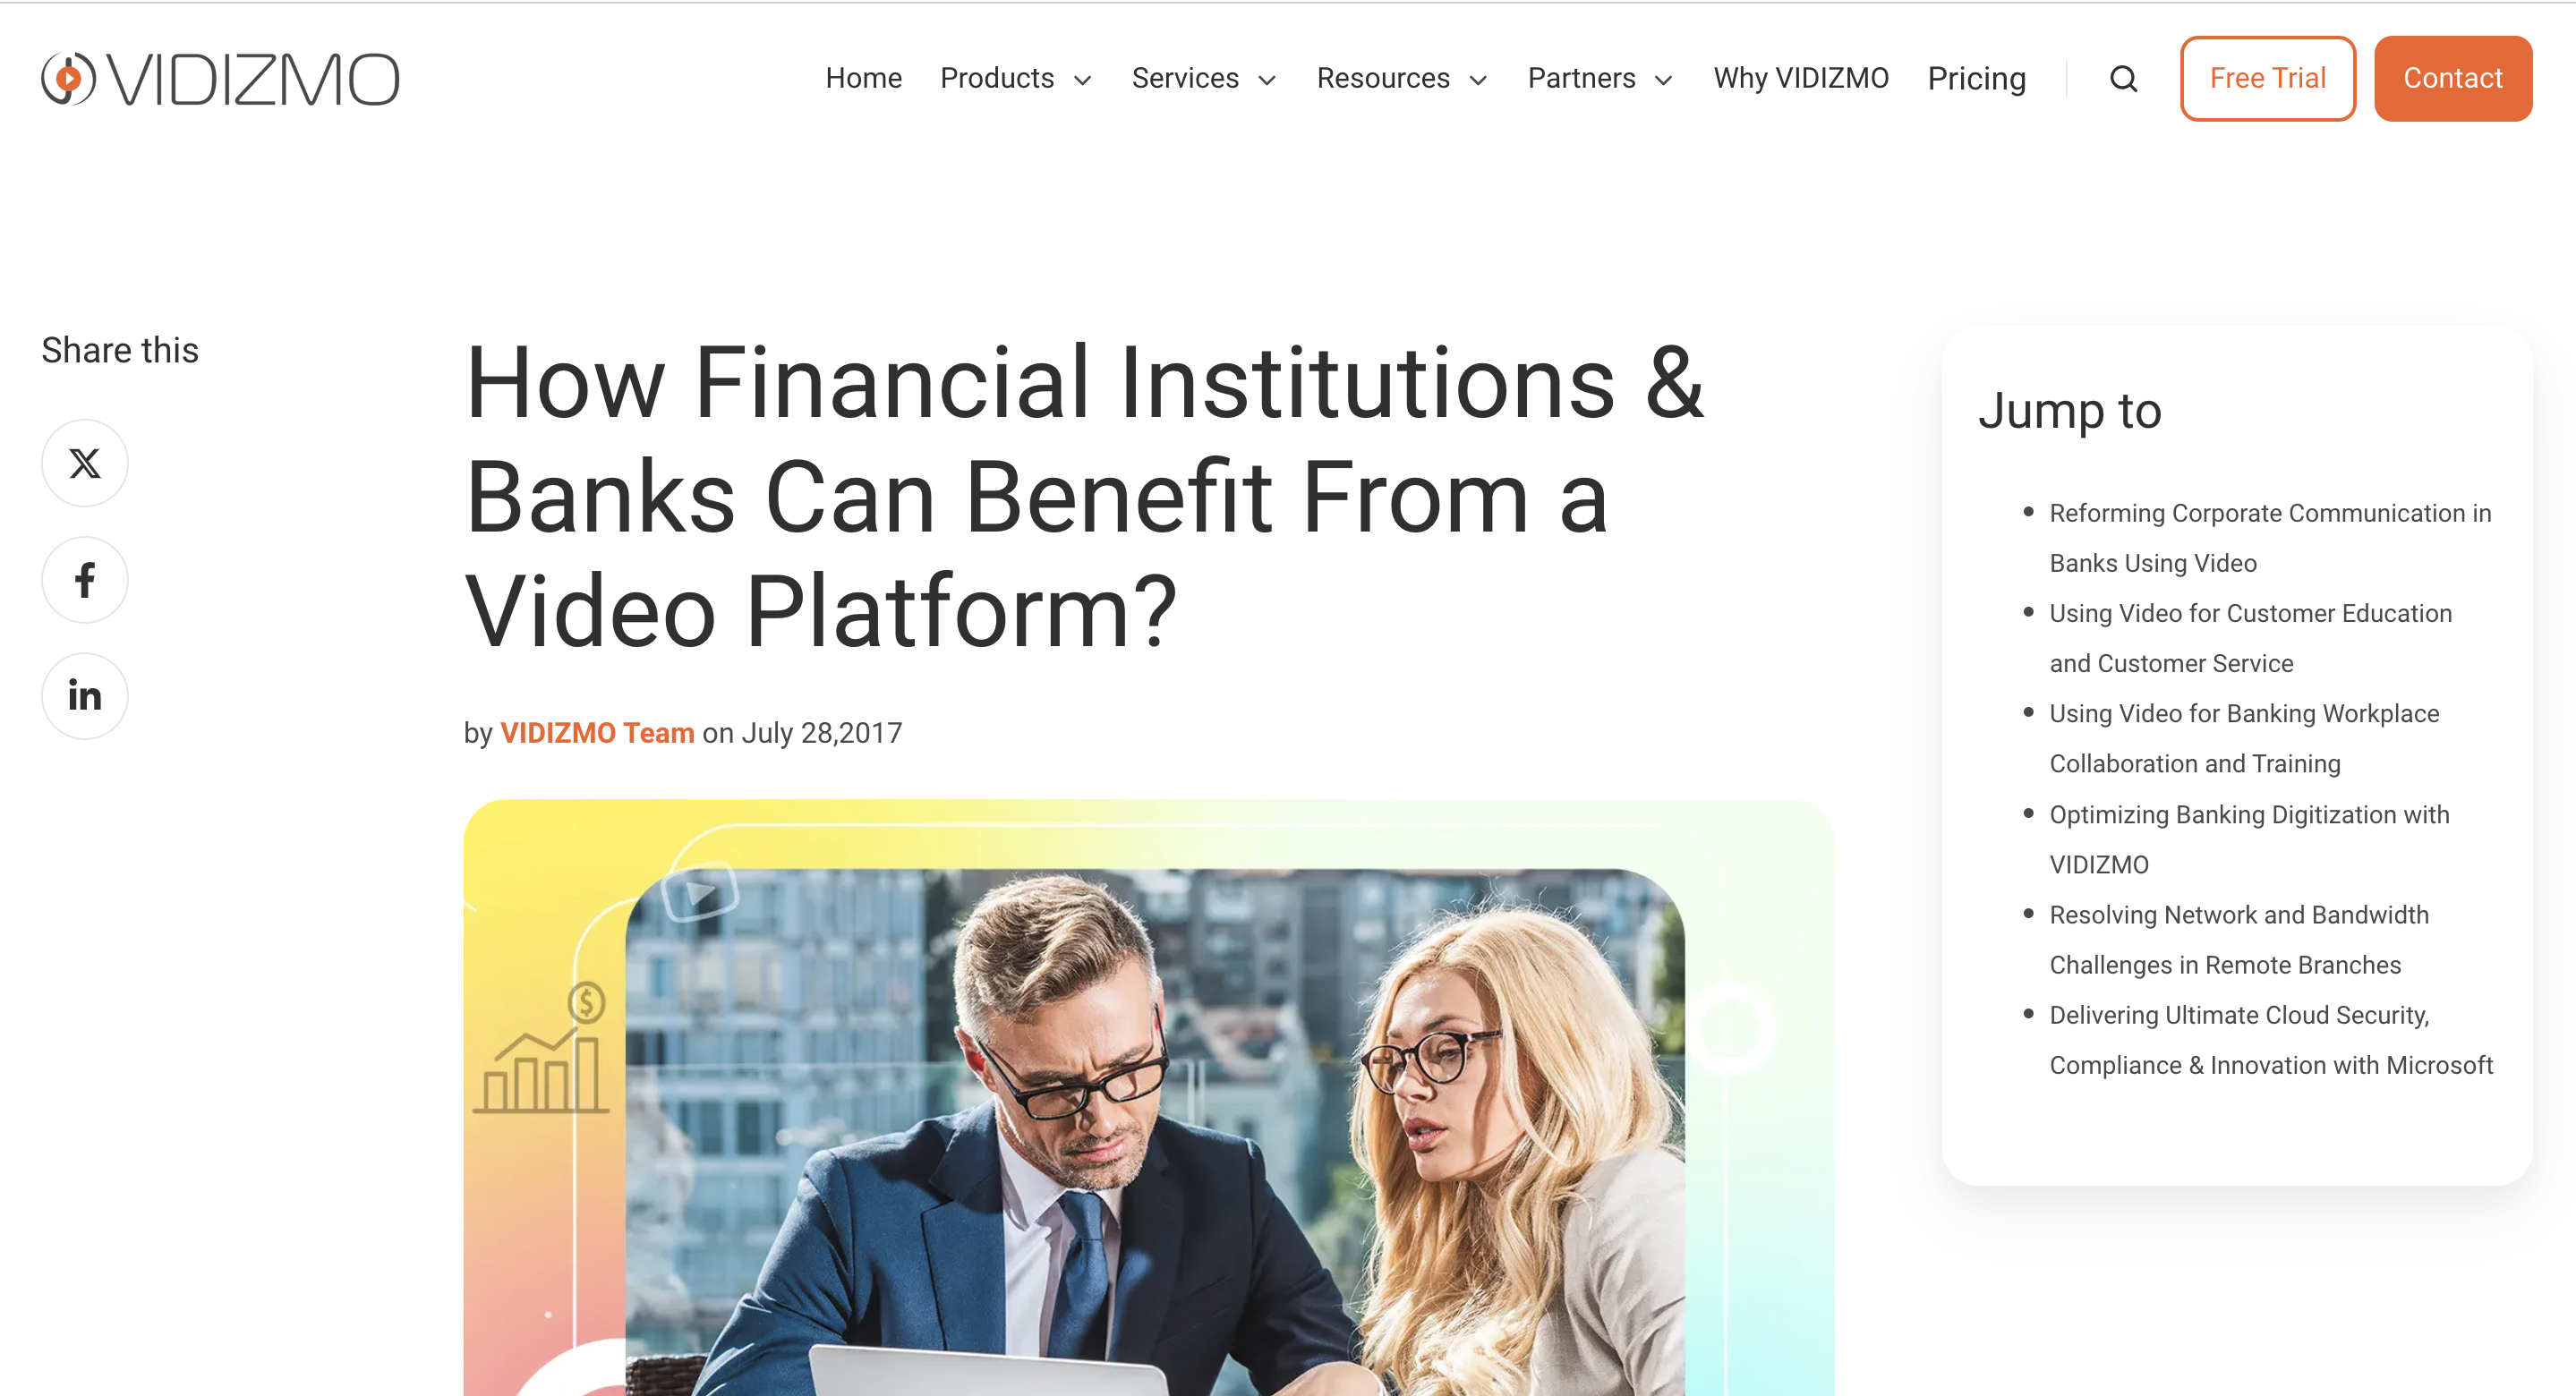 VIDIZMO
Home Products Services Resources Partners Why VIDIZMO Pricing Free Trial Contact
Share this
How Financial Institutions &
Banks Can Benefit From a
Video Platform?
by VIDIZMO Team on July 28,2017
Jump to
Reforming Corporate Communication in
Banks Using Video
Using Video for Customer Education
and Customer Service
Using Video for Banking Workplace
Collaboration and Training
Optimizing Banking Digitization with
VIDIZMO
Resolving Network and Bandwidth
Challenges in Remote Branches
Delivering Ultimate Cloud Security,
Compliance & Innovation with Microsoft